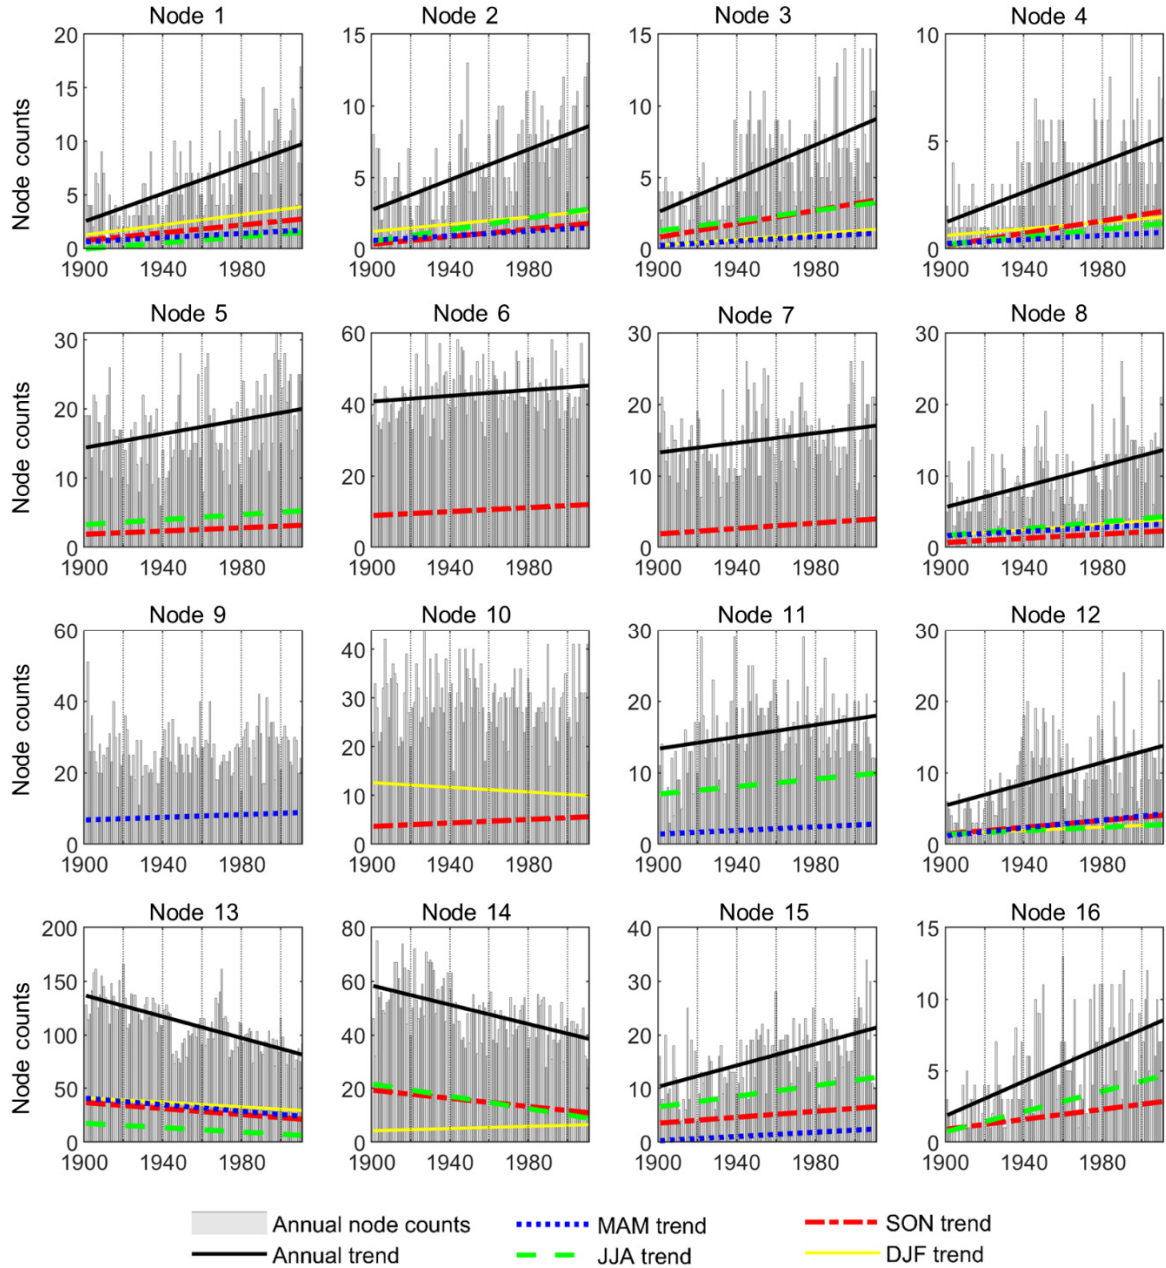 Node 1 Node 2 Node 3 Node 4
Node counts
20 15 10 5 0
15 10 5 0
15 10 5 0
10 5 0
1900 1940 1980 1900 1940 1980 1900 1940 1980 1900 1940 1980
Node 5 Node 6 Node 7 Node 8
Node counts
30 20 10 0
60 40 20 0
30 20 10 0
30 20 10 0
1900 1940 1980 1900 1940 1980 1900 1940 1980 1900 1940 1980
Node 9 Node 10 Node 11 Node 12
Node counts
60 40 20 0
40 30 20 10 0
30 20 10 0
30 20 10 0
1900 1940 1980 1900 1940 1980 1900 1940 1980 1900 1940 1980
Node 13 Node 14 Node 15 Node 16
Node counts
200 150 100 50 0
80 60 40 20 0
40 30 20 10 0
15 10 5 0
1900 1940 1980 1900 1940 1980 1900 1940 1980 1900 1940 1980
Annual node counts MAM trend SON trend
Annual trend JJA trend DJF trend